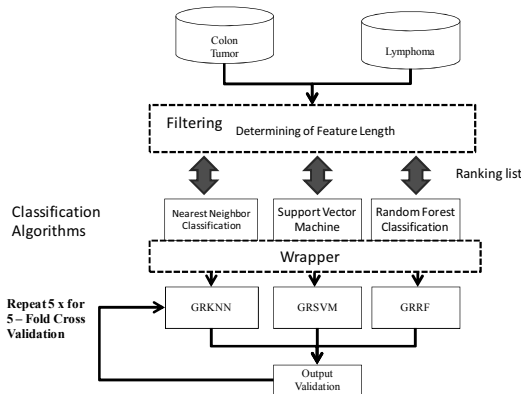 Colon
Tumor
Lymphoma
Filtering
Determining of Feature Length
Ranking list
Classification
Algorithms
Nearest Neighbor
Classification
Support Vector
Machine
Random Forest
Classification
Wrapper
Repeat 5 x for
5 – Fold Cross
Validation
GRKNN
GRSVM
GRRF
Output
Validation